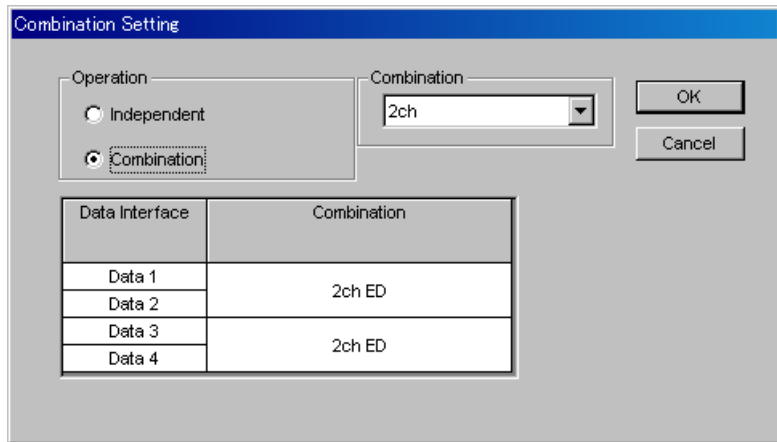 Combination Setting
Operation
Independent
Combination
Combination
2ch
OK
Cancel
Data Interface Combination
Data 1
Data 2
2ch ED
Data 3
Data 4
2ch ED